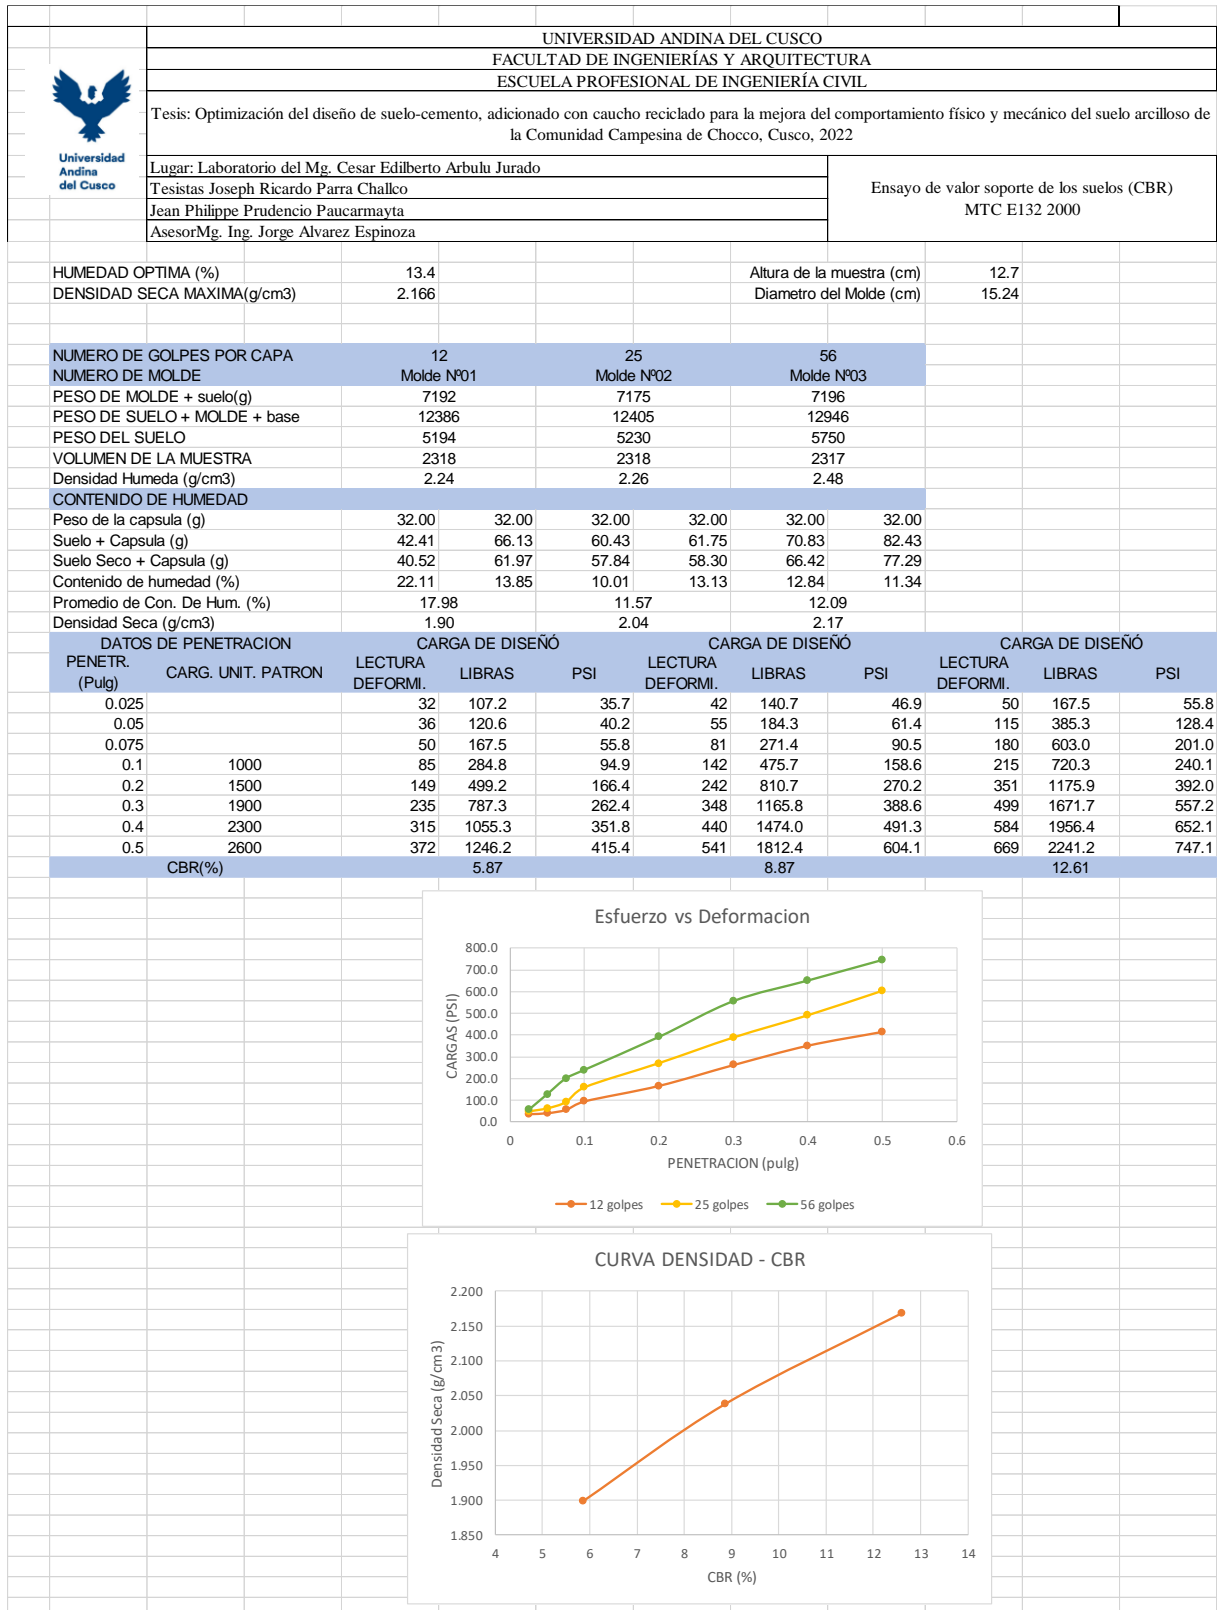 UNIVERSIDAD ANDINA DEL CUSCO
FACULTAD DE INGENIERÍAS Y ARQUITECTURA
ESCUELA PROFESIONAL DE INGENIERÍA CIVIL
Tesis: Optimización del diseño de suelo-cemento, adicionado con caucho reciclado para la mejora del comportamiento físico y mecánico del suelo arcilloso de
la Comunidad Campesina de Chocco, Cusco, 2022
Universidad
Andina
del Cusco
Lugar: Laboratorio del Mg. Cesar Edilberto Arbulu Jurado
Tesistas Joseph Ricardo Parra Challco
Jean Philippe Prudencio Paucarmayta
AsesorMg. Ing. Jorge Alvarez Espinoza
Ensayo de valor soporte de los suelos (CBR)
MTC E132 2000
HUMEDAD OPTIMA (%) 13.4 Altura de la muestra (cm) 12.7
DENSIDAD SECA MAXIMA(g/cm3) 2.166 Diametro del Molde (cm) 15.24
NUMERO DE GOLPES POR CAPA 12 25 56
NUMERO DE MOLDE Molde Nº01 Molde Nº02 Molde Nº03
PESO DE MOLDE + suelo(g) 7192 7175 7196
PESO DE SUELO + MOLDE + base 12386 12405 12946
PESO DEL SUELO 5194 5230 5750
VOLUMEN DE LA MUESTRA 2318 2318 2317
Densidad Humeda (g/cm3) 2.24 2.26 2.48
CONTENIDO DE HUMEDAD
Peso de la capsula (g) 32.00 32.00 32.00 32.00 32.00 32.00
Suelo + Capsula (g) 42.41 66.13 60.43 61.75 70.83 82.43
Suelo Seco + Capsula (g) 40.52 61.97 57.84 58.30 66.42 77.29
Contenido de humedad (%) 22.11 13.85 10.01 13.13 12.84 11.34
Promedio de Con. De Hum. (%) 17.98 11.57 12.09
Densidad Seca (g/cm3) 1.90 2.04 2.17
DATOS DE PENETRACION CARGA DE DISEÑÓ CARGA DE DISEÑÓ CARGA DE DISEÑÓ
PENETR. (Pulg) CARG. UNIT. PATRON LECTURA DEFORMI. LIBRAS PSI LECTURA DEFORMI. LIBRAS PSI LECTURA DEFORMI. LIBRAS PSI
0.025 32 107.2 35.7 42 140.7 46.9 50 167.5 55.8
0.05 36 120.6 40.2 55 184.3 61.4 115 385.3 128.4
0.075 50 167.5 55.8 81 271.4 90.5 180 603.0 201.0
0.1 1000 85 284.8 94.9 142 475.7 158.6 215 720.3 240.1
0.2 1500 149 499.2 166.4 242 810.7 270.2 351 1175.9 392.0
0.3 1900 235 787.3 262.4 348 1165.8 388.6 499 1671.7 557.2
0.4 2300 315 1055.3 351.8 440 1474.0 491.3 584 1956.4 652.1
0.5 2600 372 1246.2 415.4 541 1812.4 604.1 669 2241.2 747.1
CBR(%) 5.87 8.87 12.61
Esfuerzo vs Deformacion
CARGAS (PSI)
800.0
700.0
600.0
500.0
400.0
300.0
200.0
100.0
0.0
0 0.1 0.2 0.3 0.4 0.5 0.6
PENETRACION (pulg)
12 golpes 25 golpes 56 golpes
CURVA DENSIDAD - CBR
Densidad Seca (g/cm3)
2.200
2.150
2.100
2.050
2.000
1.950
1.900
1.850
4 5 6 7 8 9 10 11 12 13 14
CBR (%)